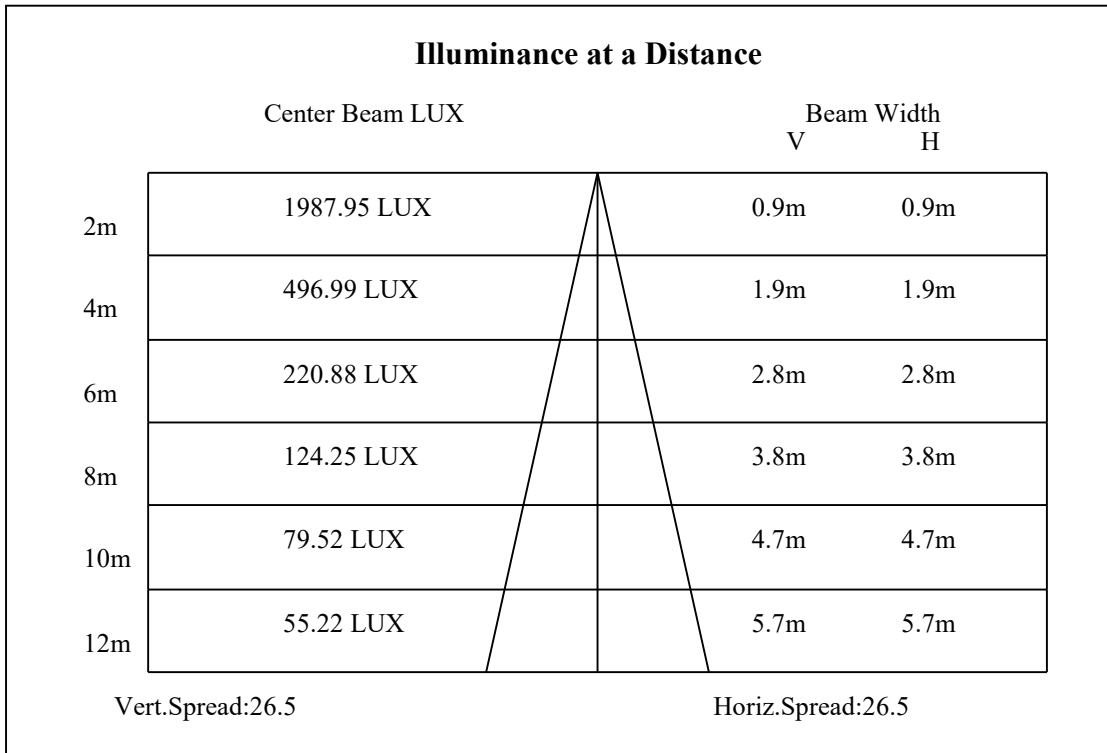 Illuminance at a Distance
Center Beam LUX Beam Width
V H
2m 1987.95 LUX 0.9m 0.9m
4m 496.99 LUX 1.9m 1.9m
6m 220.88 LUX 2.8m 2.8m
8m 124.25 LUX 3.8m 3.8m
10m 79.52 LUX 4.7m 4.7m
12m 55.22 LUX 5.7m 5.7m
Vert.Spread:26.5 Horiz.Spread:26.5